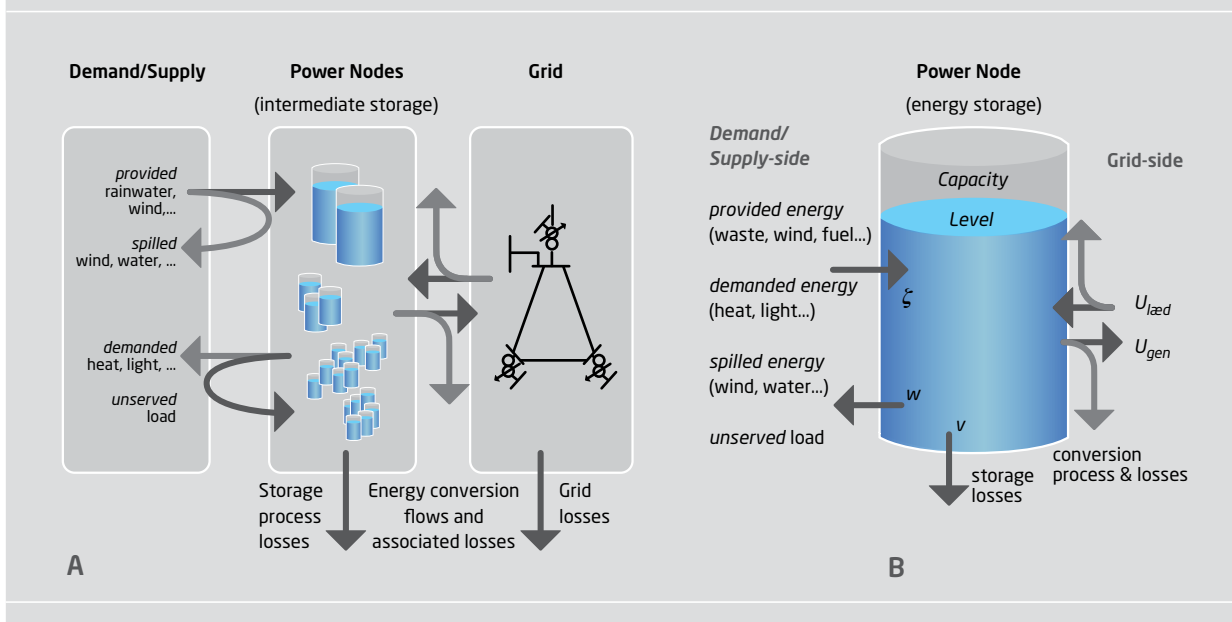 Demand/Supply
Power Nodes
(intermediate storage)
Grid
provided
rainwater,
wind,...
spilled
wind, water, ...
demanded
heat, light, ...
unserved
load
Storage
process
losses
Energy conversion
flows and
associated losses
Grid
losses
A
Power Node
(energy storage)
Demand/
Supply-side
Grid-side
Capacity
Level
provided energy
(waste, wind, fuel...)
demanded energy
(heat, light...)
ζ
spilled energy
(wind, water...)
w
unserved load
v
Ulæd
Ugen
storage
losses
conversion
process & losses
B